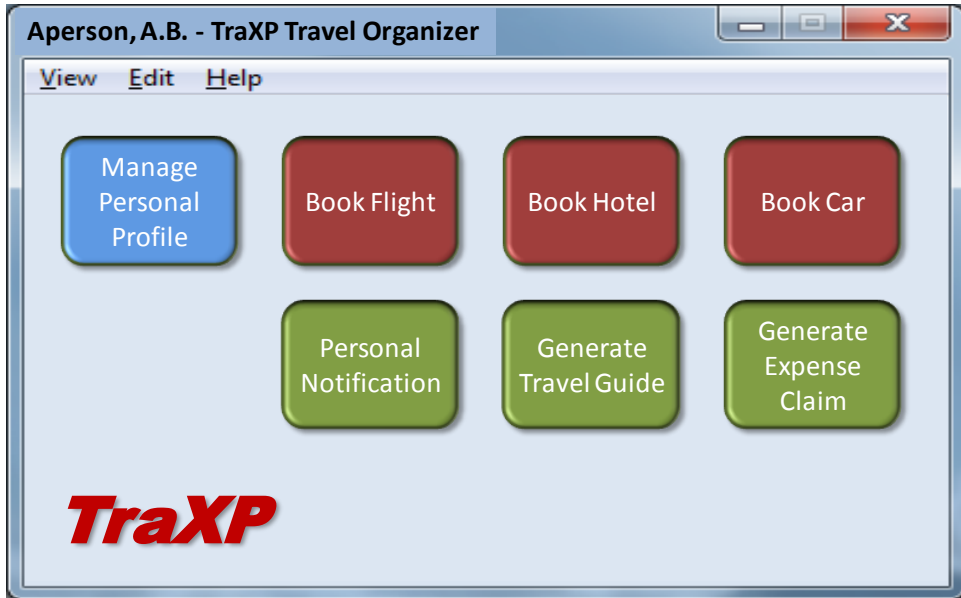 Aperson, A.B. - TraXP Travel Organizer
View Edit Help
Manage
Personal
Profile
Book Flight
Book Hotel
Book Car
Personal
Notification
Generate
Travel Guide
Generate
Expense
Claim
TraXP